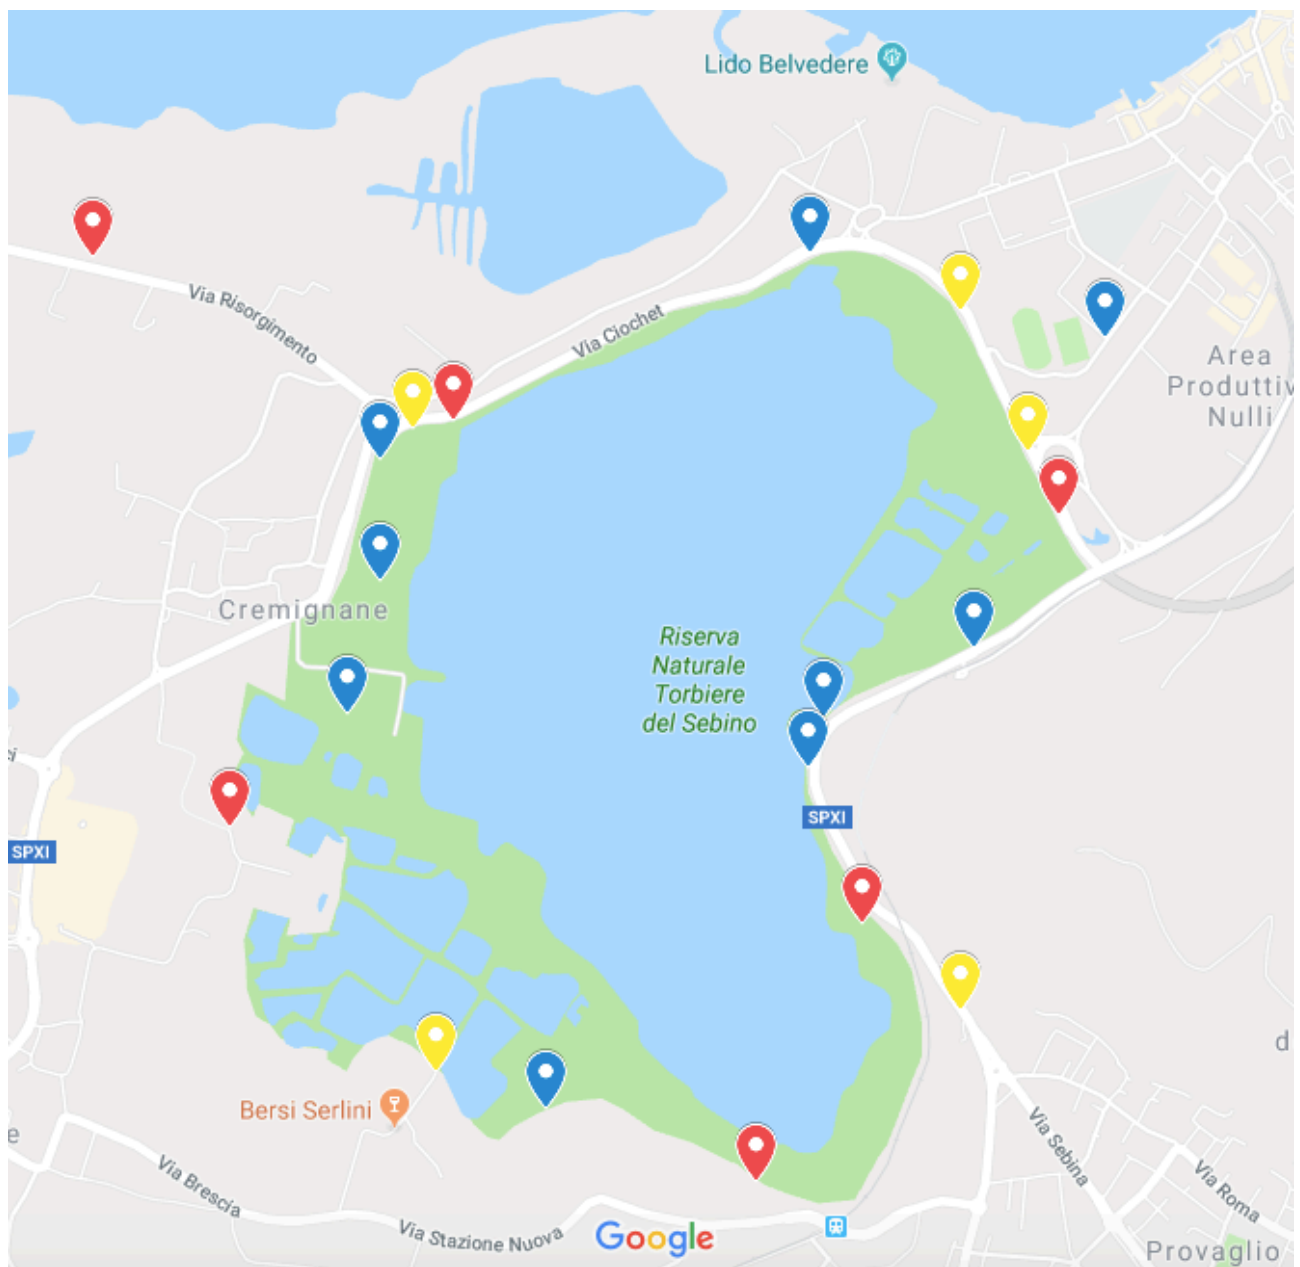 Lido Belvedere
Via Risorgimento
Via Ciochet
Area
Produttiv
Nulli
Cremignane
Riserva
Naturale
Torbiere
del Sebino
ci
SPXI
SPXI
d
Bersi Serlini
e
Via Brescia
Via Sebina
Via Roma
Via Stazione Nuova
Google
Provaglio